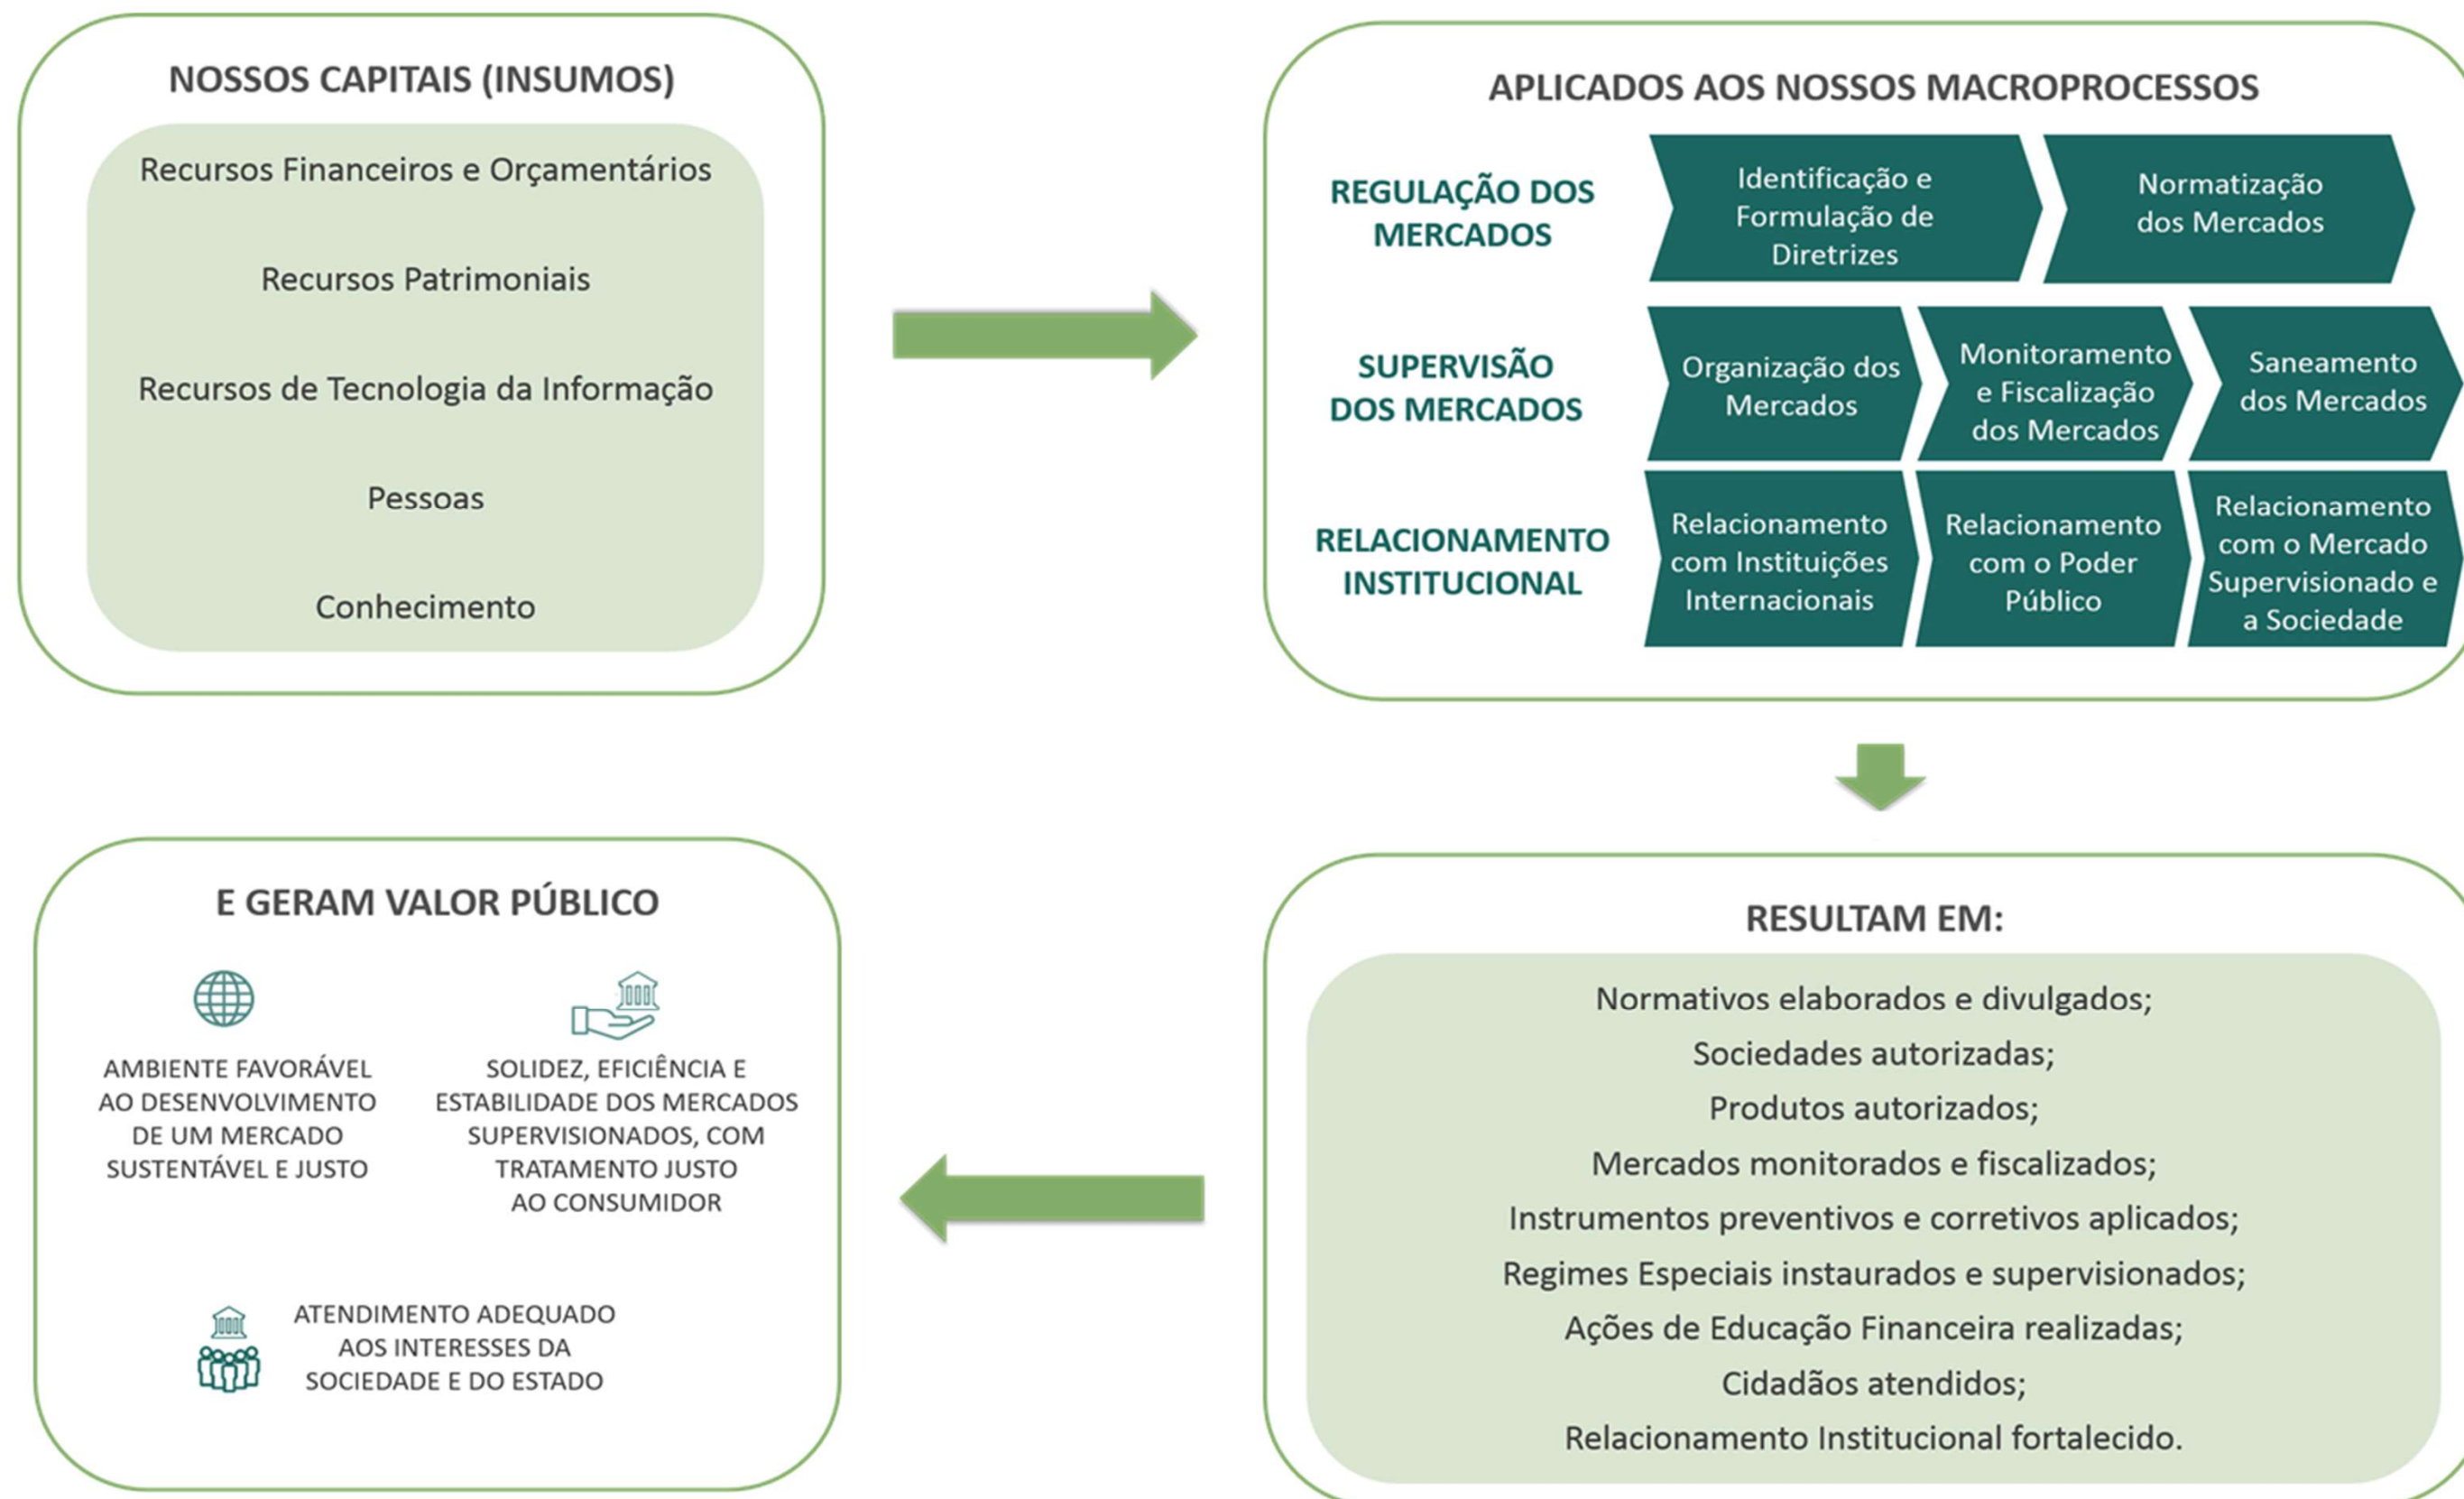 NOSSOS CAPITAIS (INSUMOS)
Recursos Financeiros e Orçamentários
Recursos Patrimoniais
Recursos de Tecnologia da Informação
Pessoas
Conhecimento
APLICADOS AOS NOSSOS MACROPROCESSOS
REGULAÇÃO DOS
MERCADOS
Identificação e
Formulação de
Diretrizes
Normatização
dos Mercados
SUPERVISÃO
DOS MERCADOS
Organização dos
Mercados
Monitoramento
e Fiscalização
dos Mercados
Saneamento
dos Mercados
RELACIONAMENTO
INSTITUCIONAL
Relacionamento
com Instituições
Internacionais
Relacionamento
com o Poder
Público
Relacionamento
com o Mercado
Supervisionado e
a Sociedade
RESULTAM EM:
Normativos elaborados e divulgados;
Sociedades autorizadas;
Produtos autorizados;
Mercados monitorados e fiscalizados;
Instrumentos preventivos e corretivos aplicados;
Regimes Especiais instaurados e supervisionados;
Ações de Educação Financeira realizadas;
Cidadãos atendidos;
Relacionamento Institucional fortalecido.
E GERAM VALOR PÚBLICO
AMBIENTE FAVORÁVEL
AO DESENVOLVIMENTO
DE UM MERCADO
SUSTENTÁVEL E JUSTO
SOLIDEZ, EFICIÊNCIA E
ESTABILIDADE DOS MERCADOS
SUPERVISIONADOS, COM
TRATAMENTO JUSTO
AO CONSUMIDOR
ATENDIMENTO ADEQUADO
AOS INTERESSES DA
SOCIEDADE E DO ESTADO